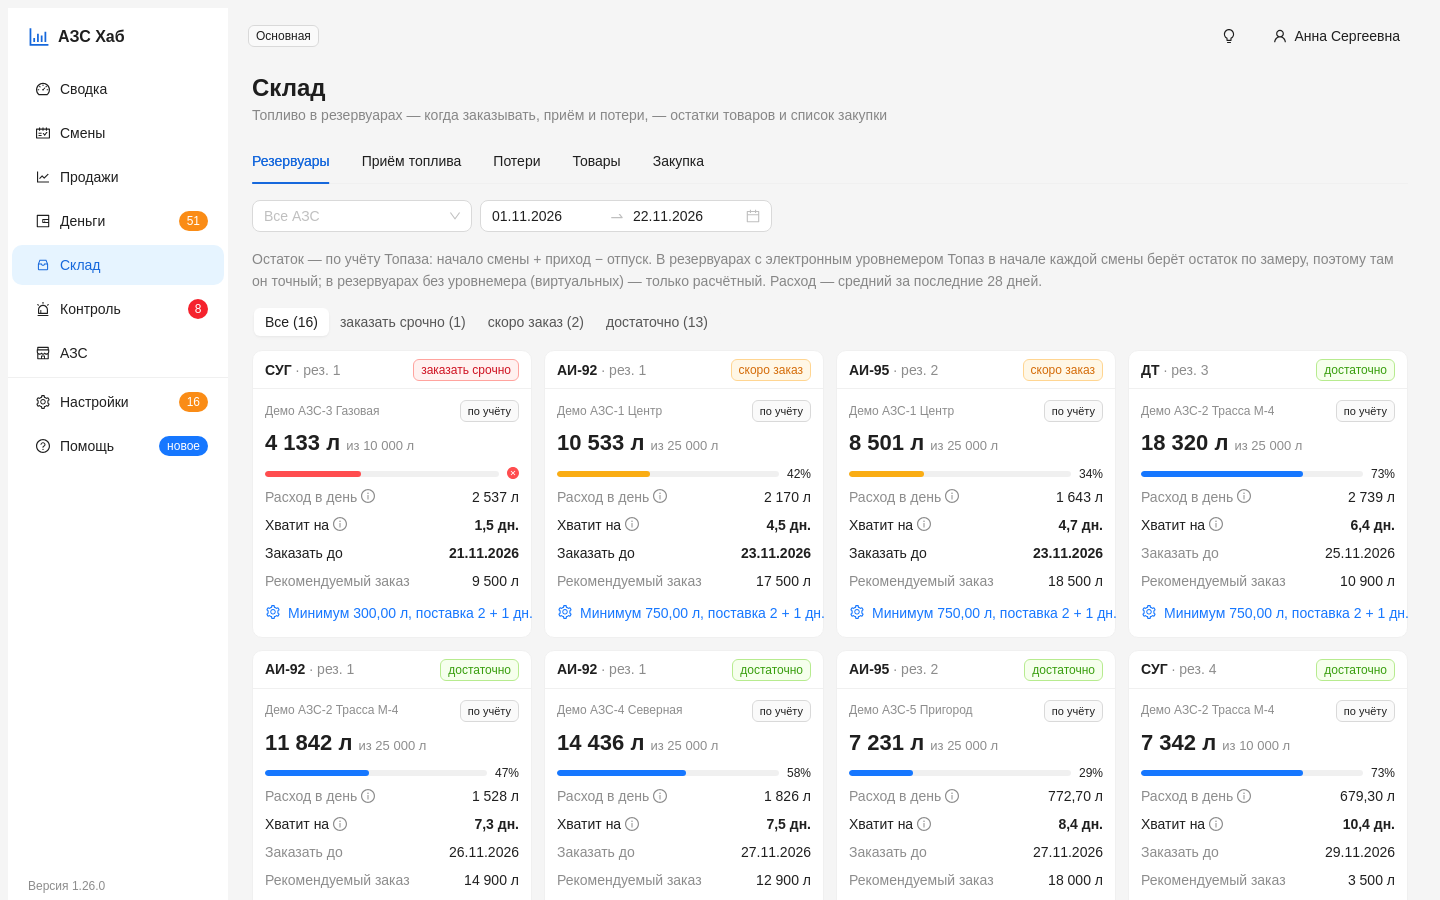 АЗС Хаб
Основная
Анна Сергеевна
Сводка
Смены
Продажи
Деньги 51
Склад
Контроль 8
АЗС
Настройки 16
Помощь новое
Версия 1.26.0
Склад
Топливо в резервуарах — когда заказывать, приём и потери, — остатки товаров и список закупки
Резервуары Приём топлива Потери Товары Закупка
Все АЗС 01.11.2026 22.11.2026
Остаток — по учёту Топаза: начало смены + приход − отпуск. В резервуарах с электронным уровнемером Топаз в начале каждой смены берёт остаток по замеру, поэтому там
он точный; в резервуарах без уровнемера (виртуальных) — только расчётный. Расход — средний за последние 28 дней.
Все (16) заказать срочно (1) скоро заказ (2) достаточно (13)
СУГ · рез. 1 заказать срочно
Демо АЗС-3 Газовая по учёту
4 133 л из 10 000 л
Расход в день 2 537 л
Хватит на 1,5 дн.
Заказать до 21.11.2026
Рекомендуемый заказ 9 500 л
Минимум 300,00 л, поставка 2 + 1 дн.
АИ-92 · рез. 1 скоро заказ
Демо АЗС-1 Центр по учёту
10 533 л из 25 000 л
42%
Расход в день 2 170 л
Хватит на 4,5 дн.
Заказать до 23.11.2026
Рекомендуемый заказ 17 500 л
Минимум 750,00 л, поставка 2 + 1 дн.
АИ-95 · рез. 2 скоро заказ
Демо АЗС-1 Центр по учёту
8 501 л из 25 000 л
34%
Расход в день 1 643 л
Хватит на 4,7 дн.
Заказать до 23.11.2026
Рекомендуемый заказ 18 500 л
Минимум 750,00 л, поставка 2 + 1 дн.
ДТ · рез. 3 достаточно
Демо АЗС-2 Трасса М-4 по учёту
18 320 л из 25 000 л
73%
Расход в день 2 739 л
Хватит на 6,4 дн.
Заказать до 25.11.2026
Рекомендуемый заказ 10 900 л
Минимум 750,00 л, поставка 2 + 1 дн.
АИ-92 · рез. 1 достаточно
Демо АЗС-2 Трасса М-4 по учёту
11 842 л из 25 000 л
47%
Расход в день 1 528 л
Хватит на 7,3 дн.
Заказать до 26.11.2026
Рекомендуемый заказ 14 900 л
АИ-92 · рез. 1 достаточно
Демо АЗС-4 Северная по учёту
14 436 л из 25 000 л
58%
Расход в день 1 826 л
Хватит на 7,5 дн.
Заказать до 27.11.2026
Рекомендуемый заказ 12 900 л
АИ-95 · рез. 2 достаточно
Демо АЗС-5 Пригород по учёту
7 231 л из 25 000 л
29%
Расход в день 772,70 л
Хватит на 8,4 дн.
Заказать до 27.11.2026
Рекомендуемый заказ 18 000 л
СУГ · рез. 4 достаточно
Демо АЗС-2 Трасса М-4 по учёту
7 342 л из 10 000 л
73%
Расход в день 679,30 л
Хватит на 10,4 дн.
Заказать до 29.11.2026
Рекомендуемый заказ 3 500 л